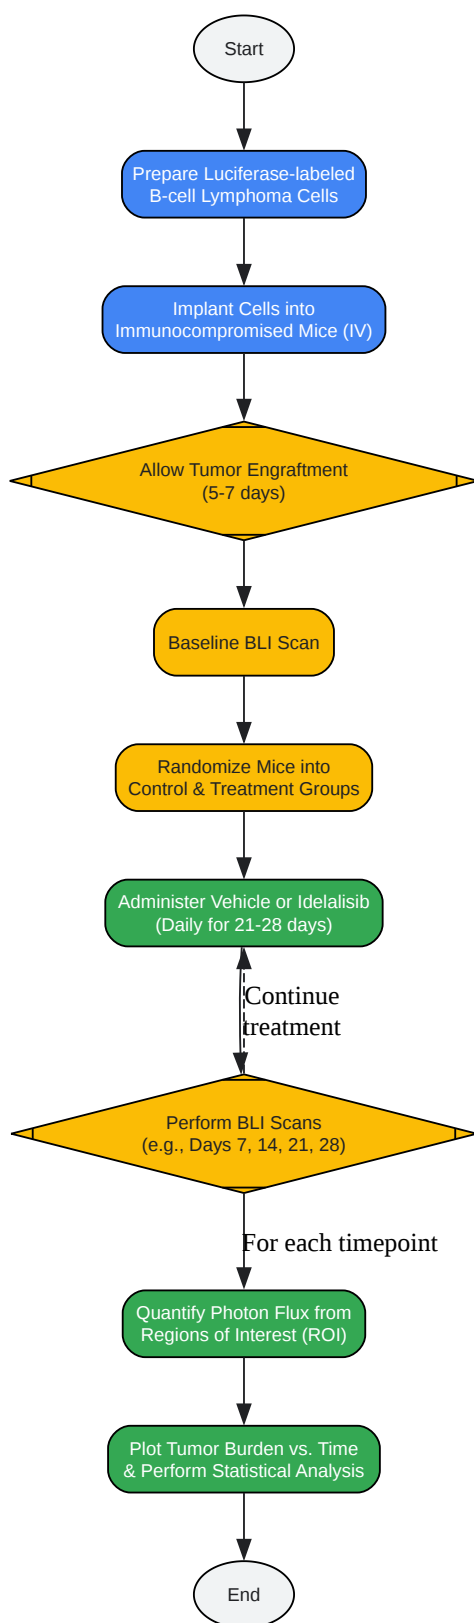 Start
Prepare Luciferase-labeled
B-cell Lymphoma Cells
Implant Cells into
Immunocompromised Mice (IV)
Allow Tumor Engraftment
(5-7 days)
Baseline BLI Scan
Randomize Mice into
Control & Treatment Groups
Administer Vehicle or Idelalisib
(Daily for 21-28 days)
Continue
treatment
Perform BLI Scans
(e.g., Days 7, 14, 21, 28)
For each timepoint
Quantify Photon Flux from
Regions of Interest (ROI)
Plot Tumor Burden vs. Time
& Perform Statistical Analysis
End